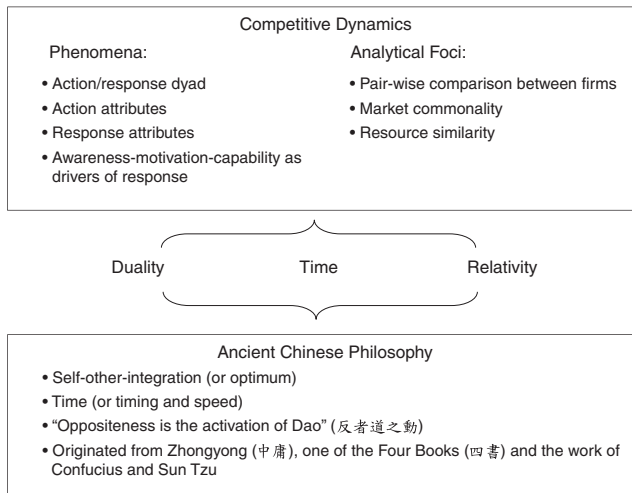 Competitive Dynamics
Phenomena:
• Action/response dyad
• Action attributes
• Response attributes
• Awareness-motivation-capability as
drivers of response
Analytical Foci:
• Pair-wise comparison between firms
• Market commonality
• Resource similarity
Duality Time Relativity
Ancient Chinese Philosophy
• Self-other-integration (or optimum)
• Time (or timing and speed)
• “Oppositeness is the activation of Dao” (反者道之動)
• Originated from Zhongyong (中庸), one of the Four Books (四書) and the work of
Confucius and Sun Tzu